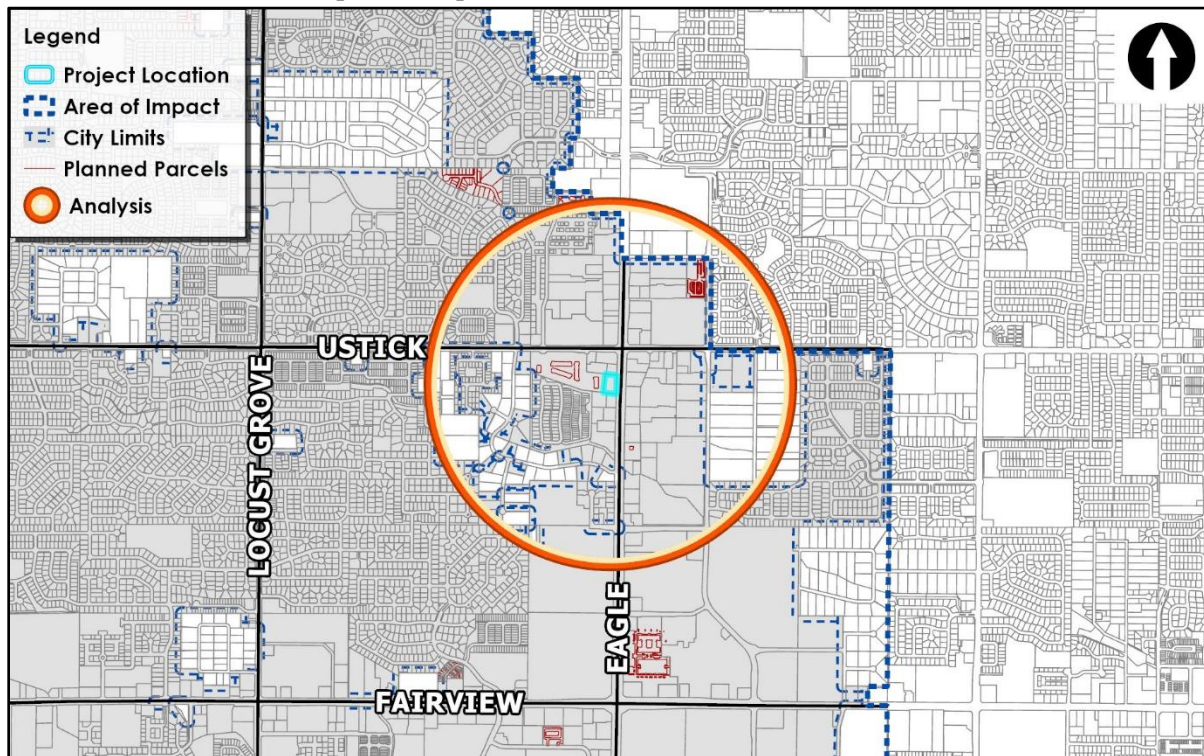 Legend
Project Location
Area of Impact
City Limits
Planned Parcels
Analysis
USTICK
LOCUST GROVE
EAGLE
FAIRVIEW